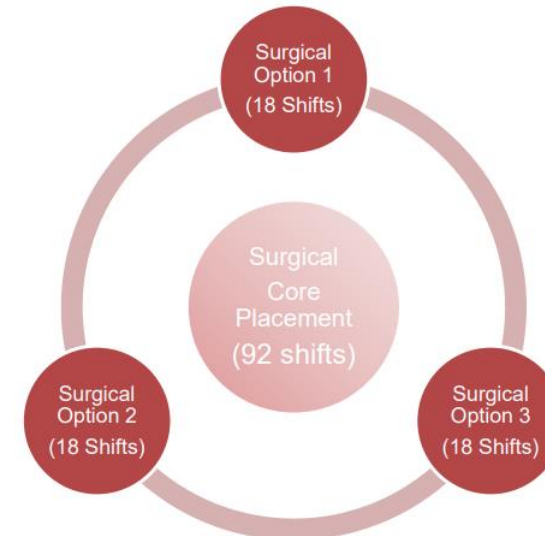 Surgical
Option 1
(18 Shifts)
Surgical
Core
Placement
(92 shifts)
Surgical
Option 2
(18 Shifts)
Surgical
Option 3
(18 Shifts)